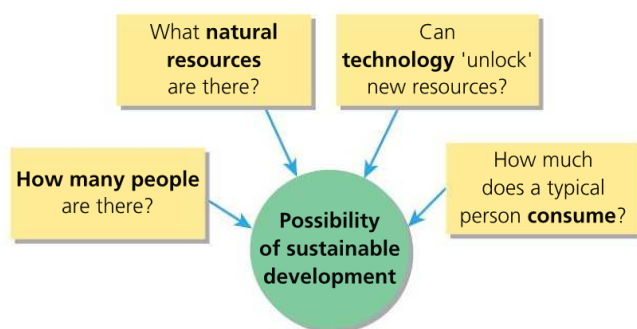 What natural
resources
are there?
Can
technology 'unlock'
new resources?
How many people
are there?
How much
does a typical
person consume?
Possibility
of sustainable
development